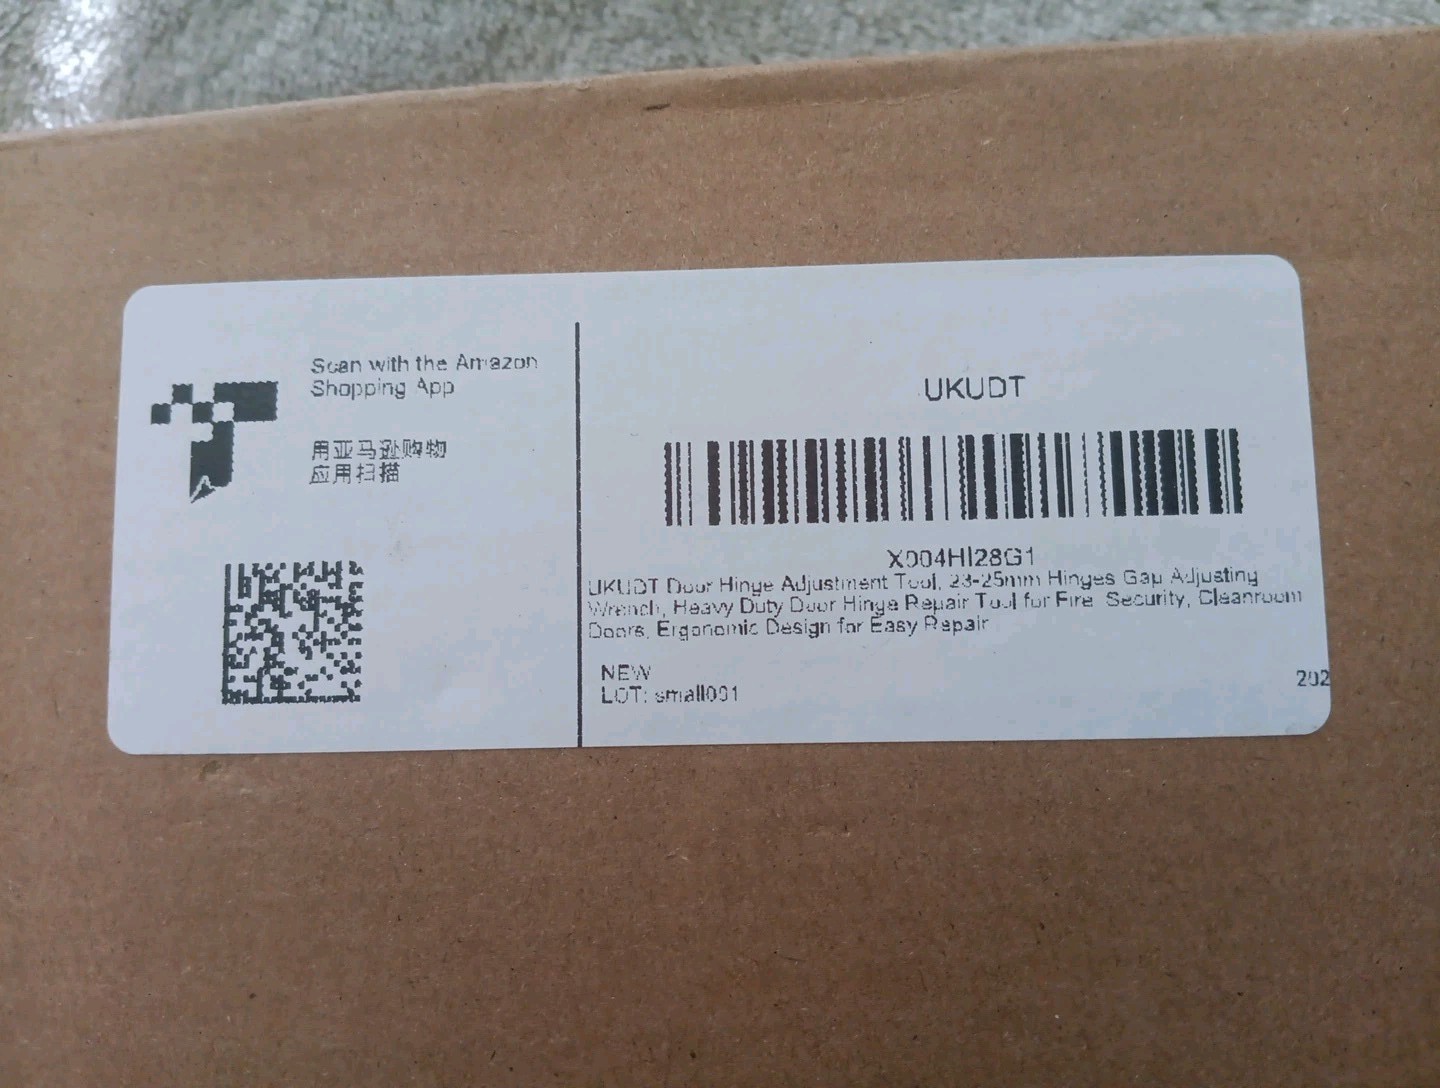 Scan with the Amazon
Shopping App
用亚马逊购物
应用扫描
UKUDT
X004HI28G1
UKUDT Door Hinge Adjustment Tool, 23-25mm Hinges Gap Adjusting
Wrench, Heavy Duty Door Hinge Repair Tool for Fire Security, Cleanroom
Doors, Ergonomic Design for Easy Repair
NEW
LOT: small001
202